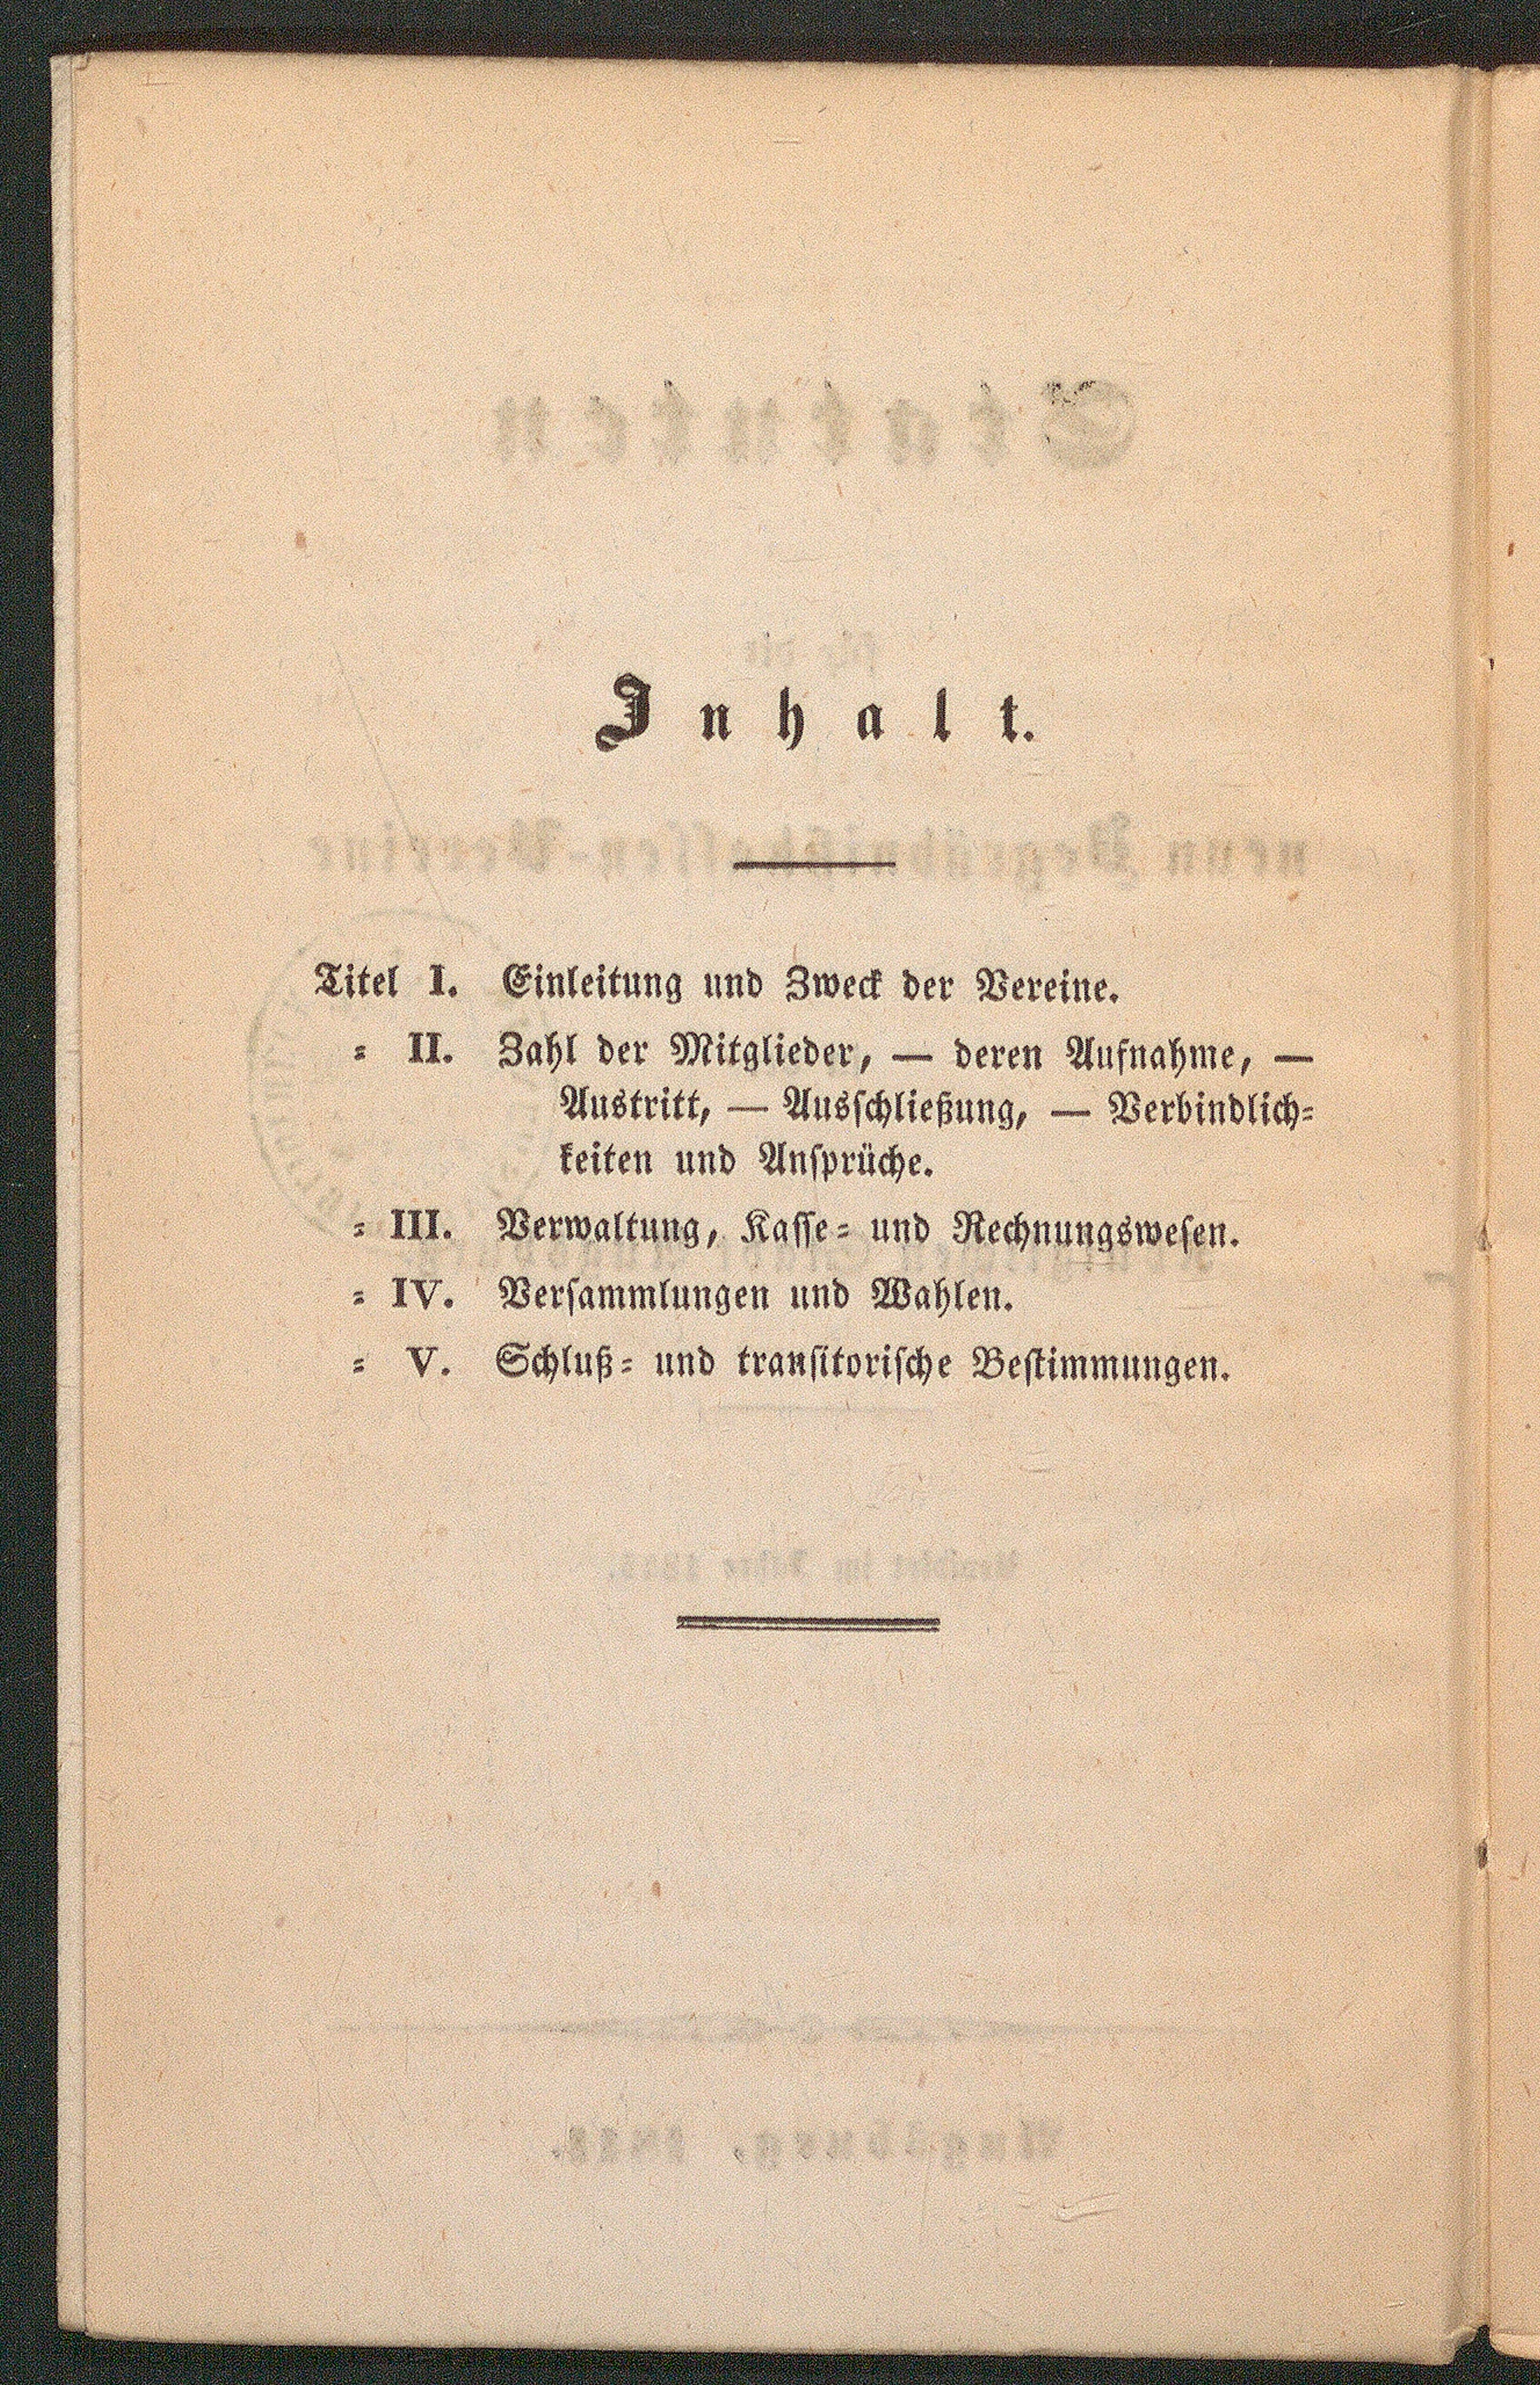 Inhalt.
Titel I. Einleitung und Zweck der Vereine.
= II. Zahl der Mitglieder, — deren Aufnahme, —
Austritt, — Ausschließung, — Verbindlich=
keiten und Ansprüche.
= III. Verwaltung, Kasse= und Rechnungswesen.
= IV. Versammlungen und Wahlen.
= V. Schluß= und transitorische Bestimmungen.